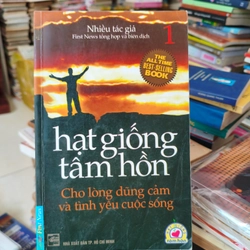 Nhiều tác giả
First News tổng hợp và biên dịch
1
THE
ALL TIME
BEST-SELLING
BOOK
hạt giống
tâm hồn
Cho lòng dũng cảm
và tình yêu cuộc sống
NHÀ XUẤT BẢN TP. HỒ CHÍ MINH